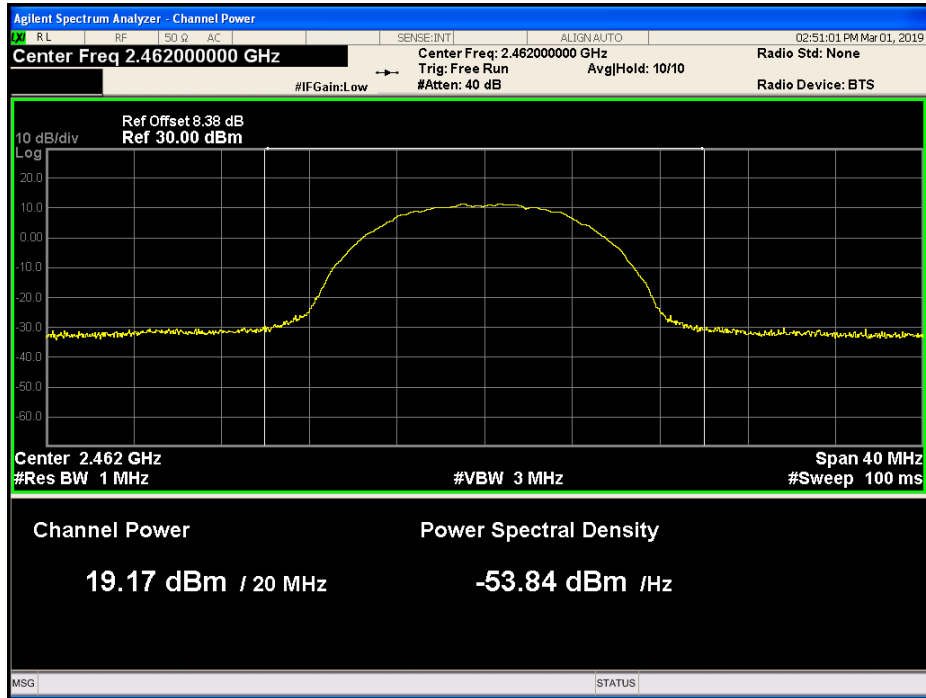 Agilent Spectrum Analyzer - Channel Power
LXI RL RF 50 Ω AC SENSE:INT ALIGN AUTO 02:51:01 PM Mar 01, 2019
Center Freq 2.462000000 GHz
Center Freq: 2.462000000 GHz
Radio Std: None
Trig: Free Run Avg|Hold: 10/10
#IFGain:Low
#Atten: 40 dB
Radio Device: BTS
Ref Offset 8.38 dB
10 dB/div Ref 30.00 dBm
Log
20.0
10.0
0.00
-10.0
-20.0
-30.0
-40.0
-50.0
-60.0
Center 2.462 GHz Span 40 MHz
#Res BW 1 MHz #VBW 3 MHz #Sweep 100 ms
Channel Power Power Spectral Density
19.17 dBm / 20 MHz -53.84 dBm /Hz
MSG STATUS